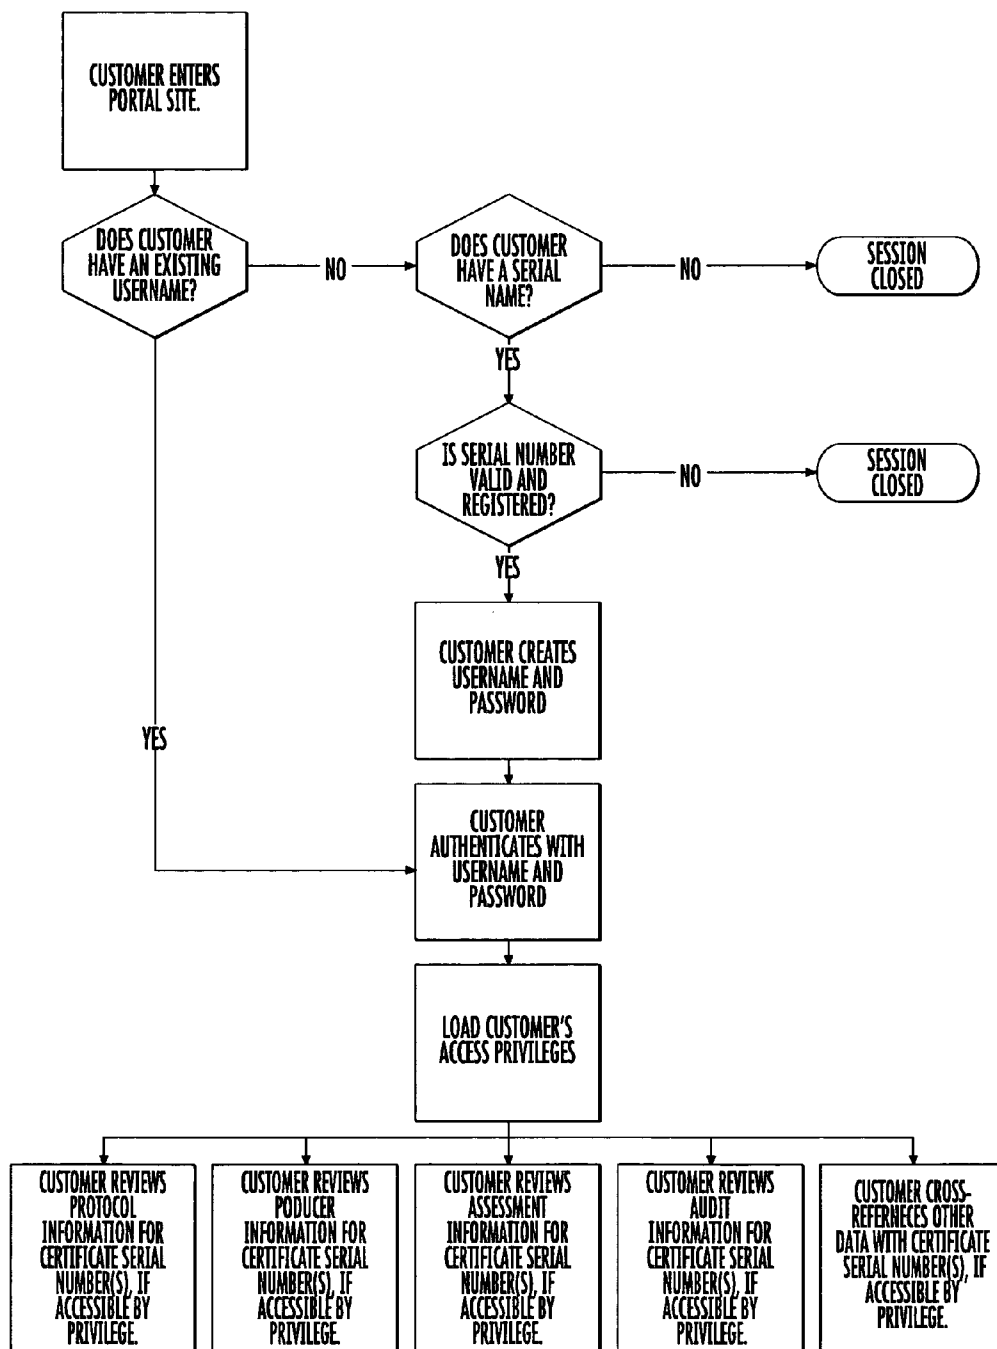 CUSTOMER ENTERS
PORTAL SITE.
DOES CUSTOMER
HAVE AN EXISTING
USERNAME?
NO
DOES CUSTOMER
HAVE A SERIAL
NAME?
NO
SESSION
CLOSED
YES
IS SERIAL NUMBER
VALID AND
REGISTERED?
NO
SESSION
CLOSED
YES
CUSTOMER CREATES
USERNAME AND
PASSWORD
YES
CUSTOMER
AUTHENTICATES WITH
USERNAME AND
PASSWORD
LOAD CUSTOMER'S
ACCESS PRIVILEGES
CUSTOMER REVIEWS
PROTOCOL
INFORMATION FOR
CERTIFICATE SERIAL
NUMBER(S), IF
ACCESSIBLE BY
PRIVILEGE.
CUSTOMER REVIEWS
PODUCER
INFORMATION FOR
CERTIFICATE SERIAL
NUMBER(S), IF
ACCESSIBLE BY
PRIVILEGE.
CUSTOMER REVIEWS
ASSESSMENT
INFORMATION FOR
CERTIFICATE SERIAL
NUMBER(S), IF
ACCESSIBLE BY
PRIVILEGE.
CUSTOMER REVIEWS
AUDIT
INFORMATION FOR
CERTIFICATE SERIAL
NUMBER(S), IF
ACCESSIBLE BY
PRIVILEGE.
CUSTOMER CROSS-
REFERNECES OTHER
DATA WITH CERTIFICATE
SERIAL NUMBER(S), IF
ACCESSIBLE BY
PRIVILEGE.